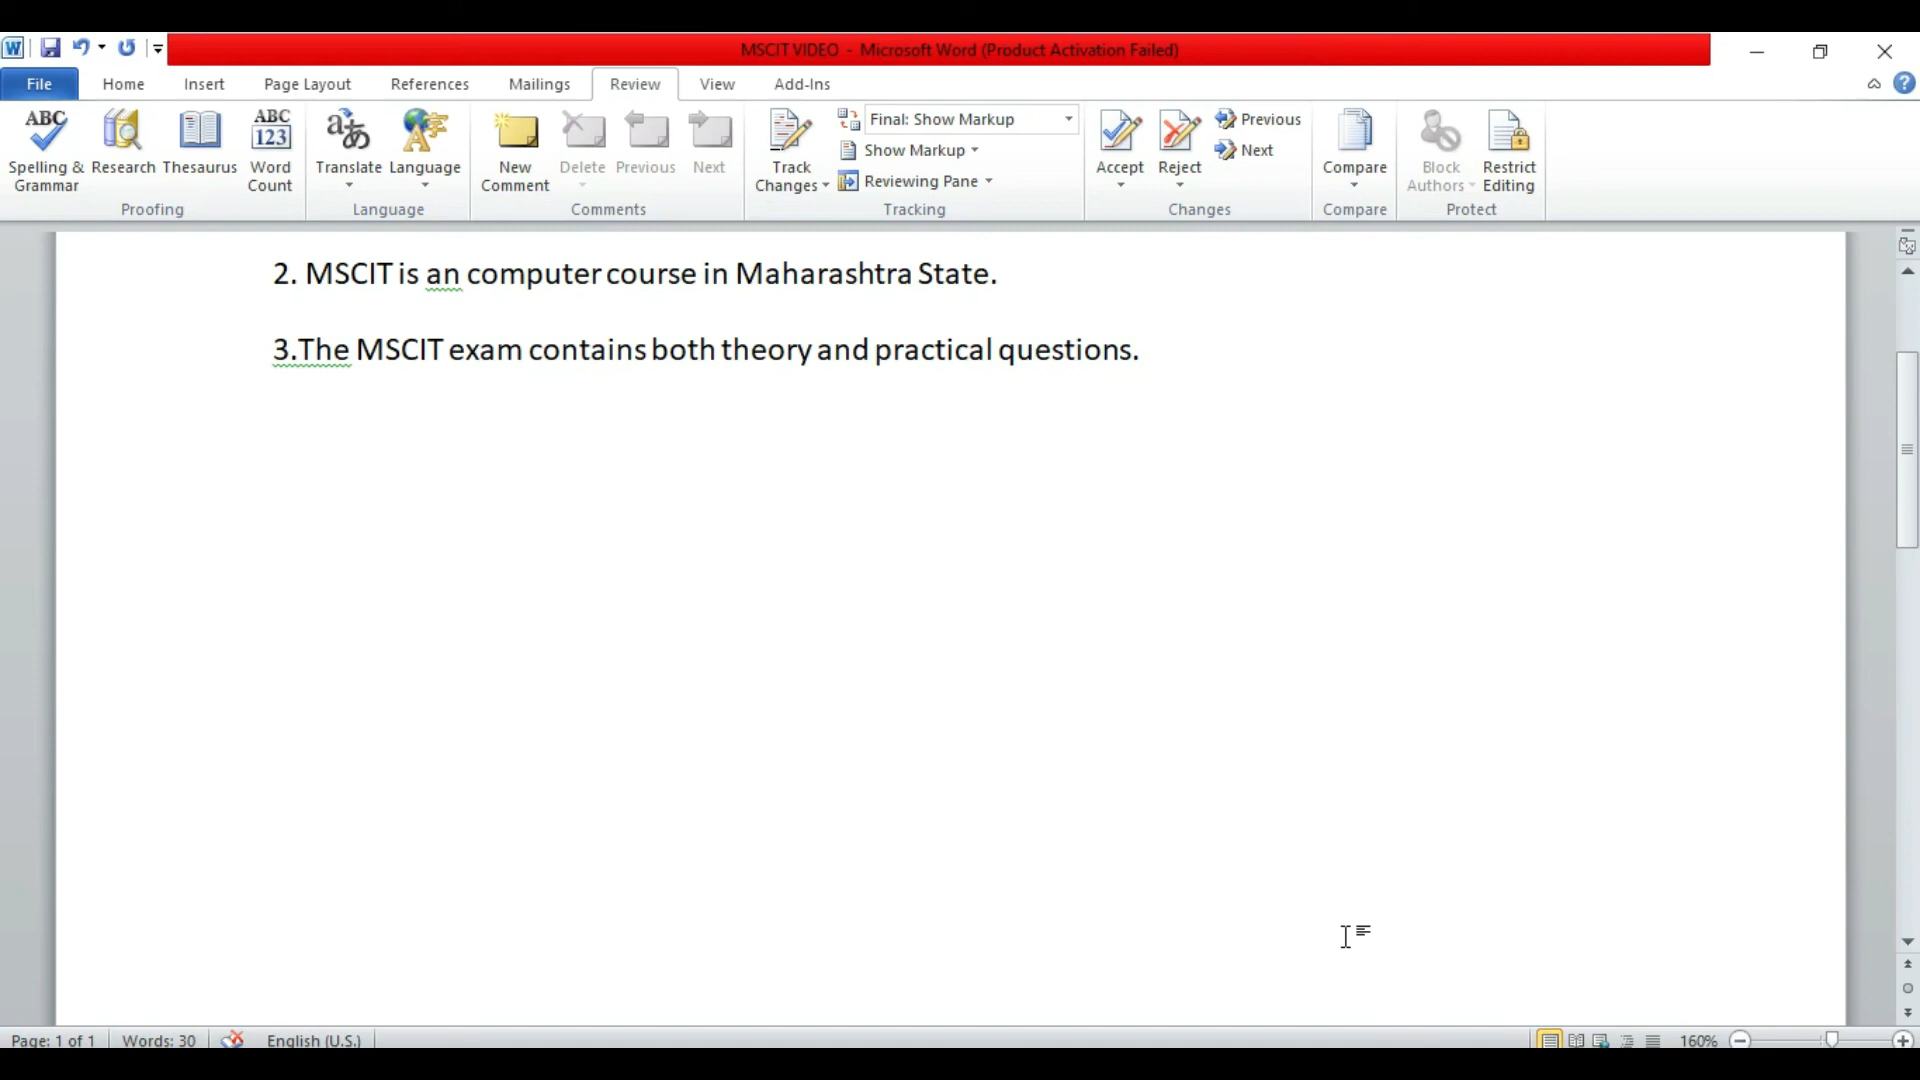 W
MSCIT VIDEO - Microsoft Word (Product Activation Failed)
File Home Insert Page Layout References Mailings Review View Add-Ins
ABC Spelling & Grammar
Research
Thesaurus
ABC 123 Word Count
Proofing
Translate
Language
Language
New Comment
Delete
Previous
Next
Comments
Track Changes
Final: Show Markup
Show Markup
Reviewing Pane
Tracking
Accept
Reject
Previous
Next
Changes
Compare
Compare
Block Authors
Restrict Editing
Protect
2. MSCIT is an computer course in Maharashtra State.
3.The MSCIT exam contains both theory and practical questions.
Page: 1 of 1 Words: 30 English (U.S.) 160%